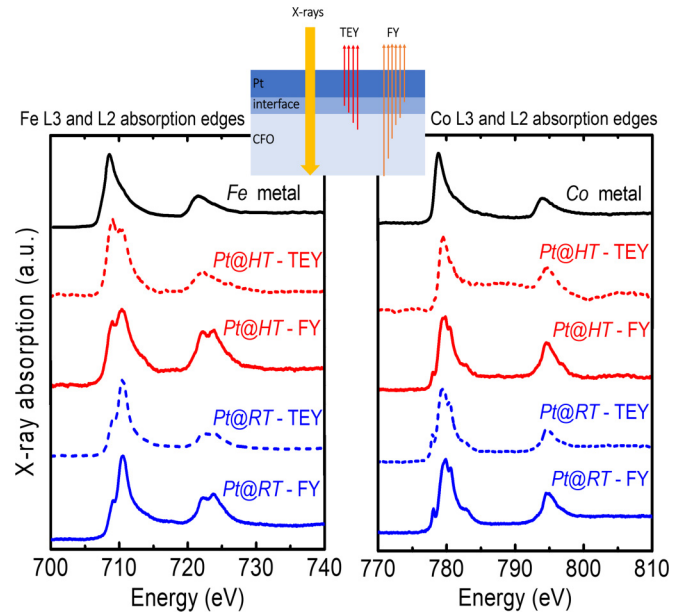 X-rays
TEY FY
Pt
interface
CFO
Fe L3 and L2 absorption edges
Co L3 and L2 absorption edges
X-ray absorption (a.u.)
Fe metal
Pt@HT - TEY
Pt@HT - FY
Pt@RT - TEY
Pt@RT - FY
700 710 720 730 740
Energy (eV)
Co metal
Pt@HT - TEY
Pt@HT - FY
Pt@RT - TEY
Pt@RT - FY
770 780 790 800 810
Energy (eV)